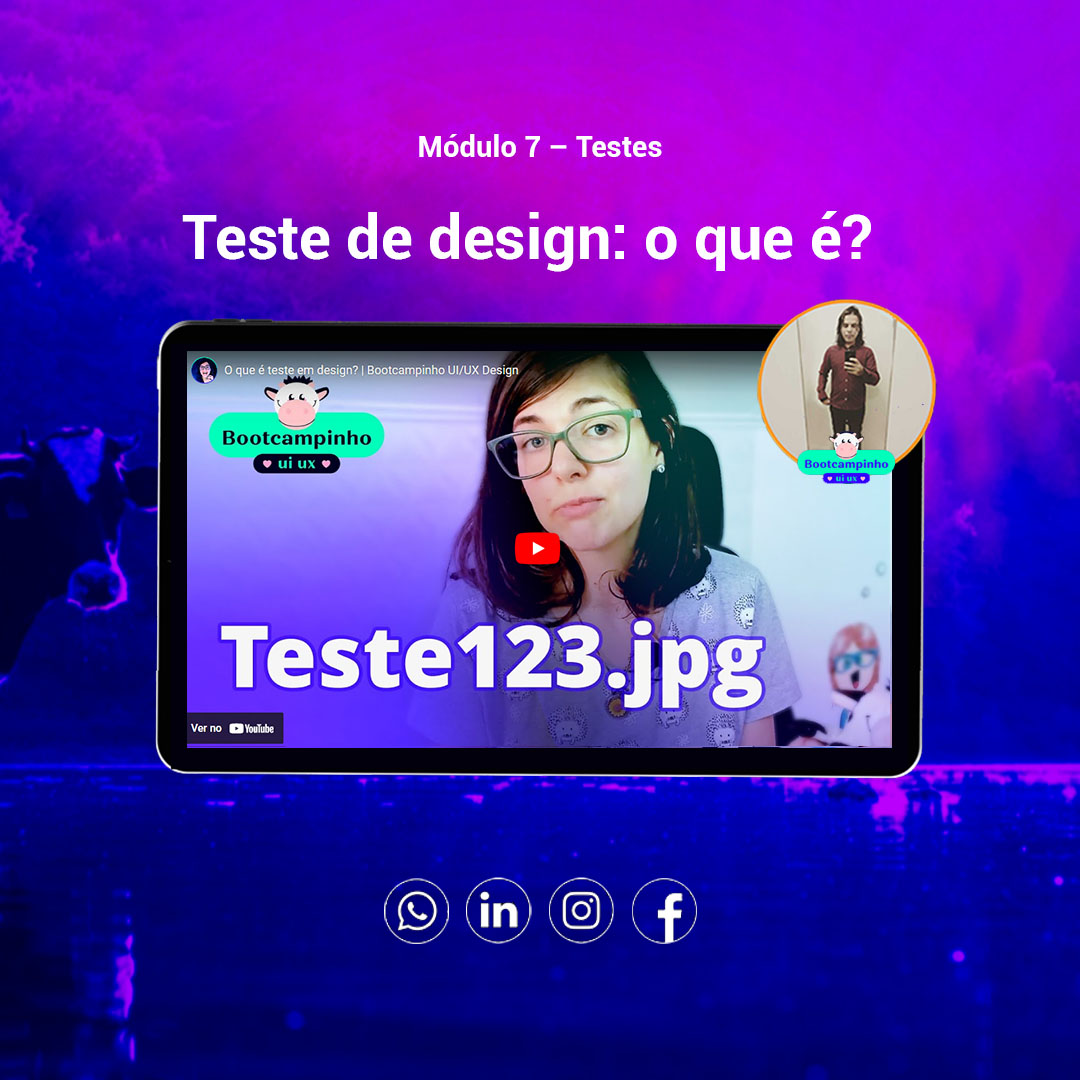 Módulo 7 – Testes
Teste de design: o que é?
O que é teste em design? | Bootcampinho UI/UX Design
Bootcampinho
ui ux
Bootcampinho
ui ux
Teste123.jpg
Ver no YouTube
in
f